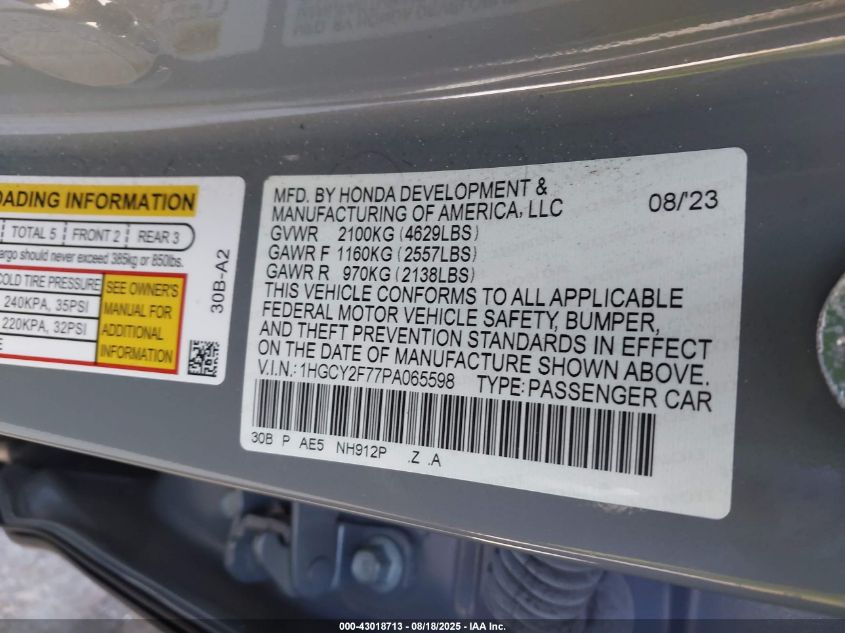 OADING INFORMATION
TOTAL 5 FRONT 2 REAR 3
argo should never exceed 385kg or 850lbs.
COLD TIRE PRESSURE
240KPA, 35PSI
220KPA, 32PSI
SEE OWNER'S
MANUAL FOR
ADDITIONAL
INFORMATION
30B-A2
MFD. BY HONDA DEVELOPMENT &
MANUFACTURING OF AMERICA, LLC 08/'23
GVWR 2100KG (4629LBS)
GAWR F 1160KG (2557LBS)
GAWR R 970KG (2138LBS)
THIS VEHICLE CONFORMS TO ALL APPLICABLE
FEDERAL MOTOR VEHICLE SAFETY, BUMPER,
AND THEFT PREVENTION STANDARDS IN EFFECT
ON THE DATE OF MANUFACTURE SHOWN ABOVE.
V.I.N.: 1HGCY2F77PA065598 TYPE: PASSENGER CAR
30B P AE5 NH912P .Z .A
000-43018713 - 08/18/2025 - IAA Inc.